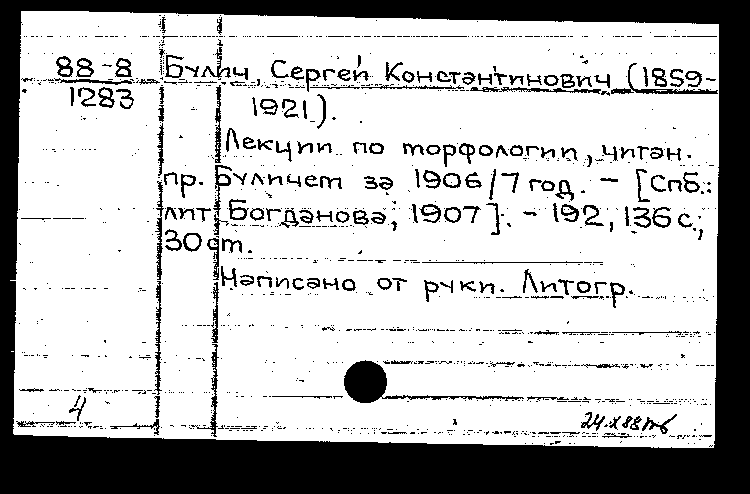 88-8 Булич, Сергей Константинович (1859-
1283 1921).
Лекции по морфологии, читан.
пр. Буличем за 1906/7 год. - [Спб.:
лит. Богданова, 1907]. - 192, 136 с.;
30 см.
Написано от руки. Литогр.
4